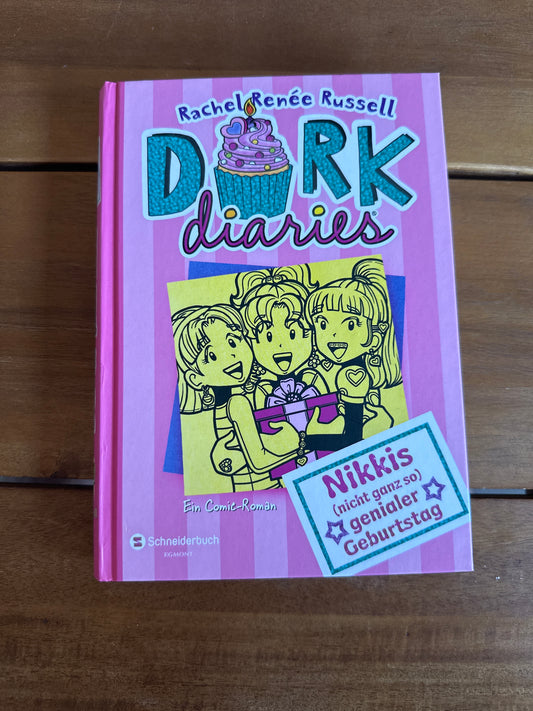 Rachel Renée Russell
DORK
diaries®
Nikkis
(nicht ganz so)
genialer
Geburtstag
Ein Comic-Roman
Schneiderbuch
EGMONT